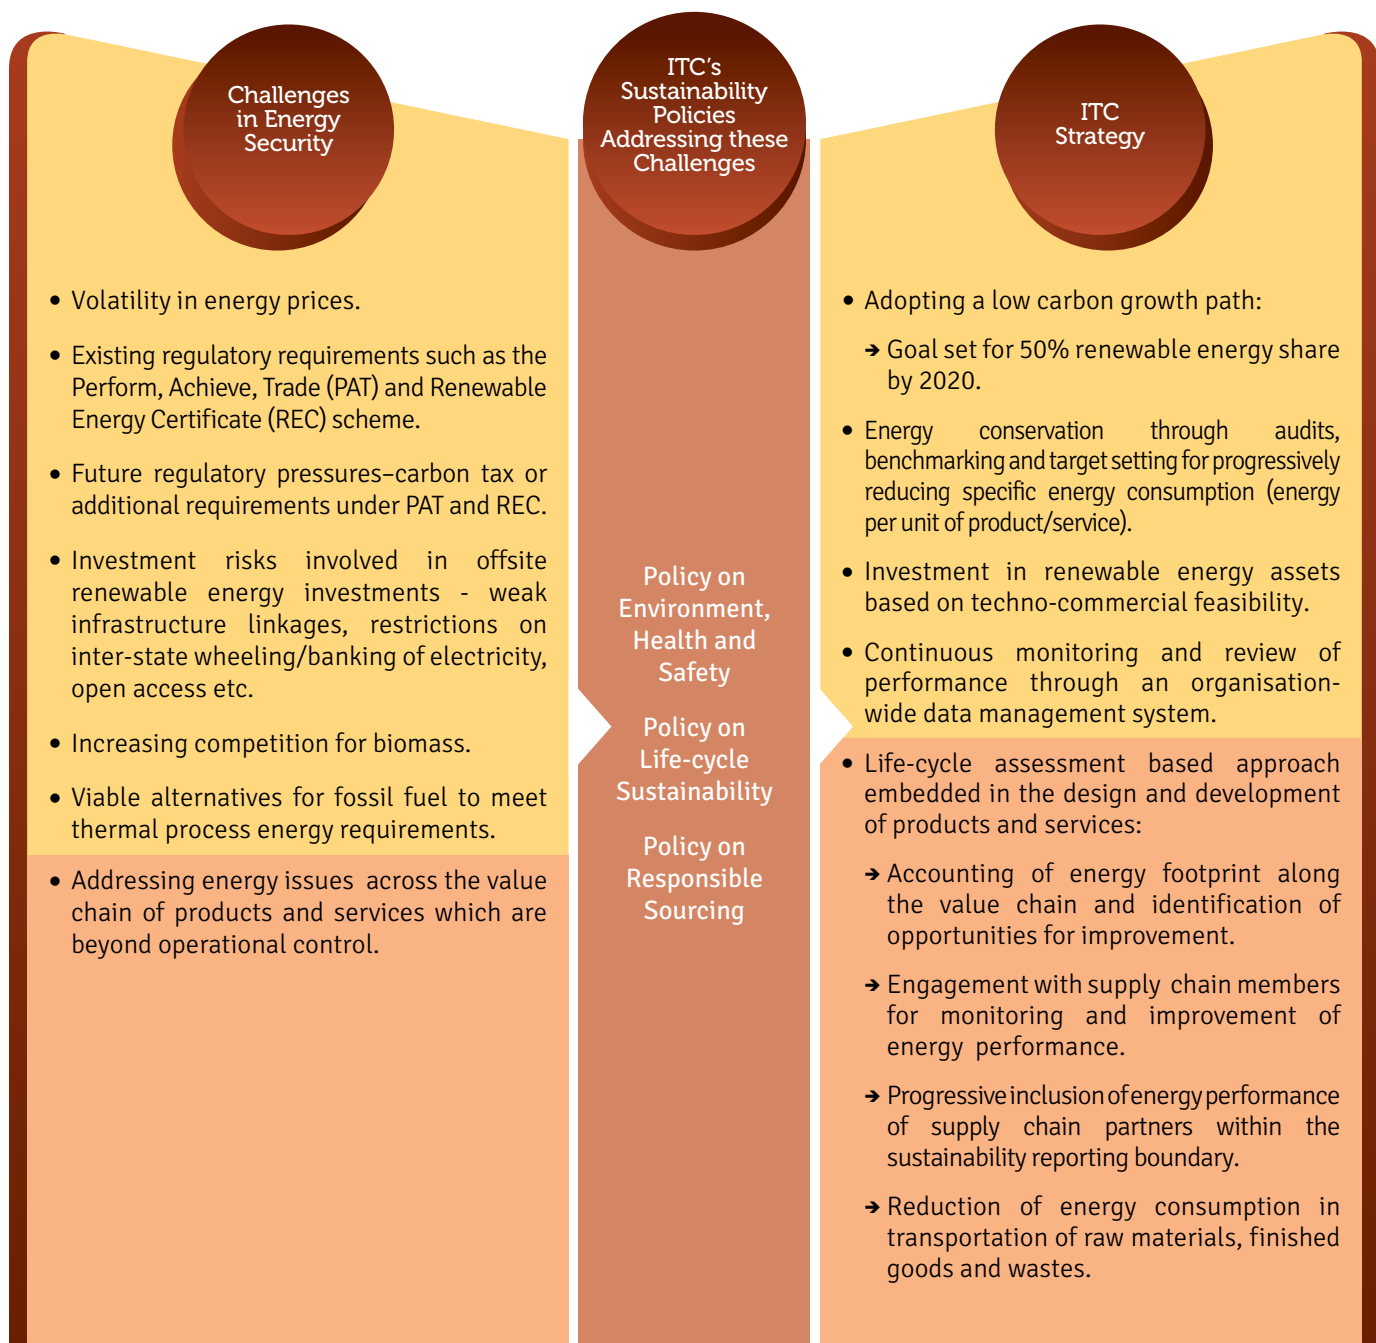 Challenges
in Energy
Security
• Volatility in energy prices.
• Existing regulatory requirements such as the
Perform, Achieve, Trade (PAT) and Renewable
Energy Certificate (REC) scheme.
• Future regulatory pressures–carbon tax or
additional requirements under PAT and REC.
• Investment risks involved in offsite
renewable energy investments - weak
infrastructure linkages, restrictions on
inter-state wheeling/banking of electricity,
open access etc.
• Increasing competition for biomass.
• Viable alternatives for fossil fuel to meet
thermal process energy requirements.
• Addressing energy issues across the value
chain of products and services which are
beyond operational control.
ITC's
Sustainability
Policies
Addressing these
Challenges
Policy on
Environment,
Health and
Safety
Policy on
Life-cycle
Sustainability
Policy on
Responsible
Sourcing
ITC
Strategy
• Adopting a low carbon growth path:
➔ Goal set for 50% renewable energy share
by 2020.
• Energy conservation through audits,
benchmarking and target setting for progressively
reducing specific energy consumption (energy
per unit of product/service).
• Investment in renewable energy assets
based on techno-commercial feasibility.
• Continuous monitoring and review of
performance through an organisation-
wide data management system.
• Life-cycle assessment based approach
embedded in the design and development
of products and services:
➔ Accounting of energy footprint along
the value chain and identification of
opportunities for improvement.
➔ Engagement with supply chain members
for monitoring and improvement of
energy performance.
➔ Progressive inclusion of energy performance
of supply chain partners within the
sustainability reporting boundary.
➔ Reduction of energy consumption in
transportation of raw materials, finished
goods and wastes.